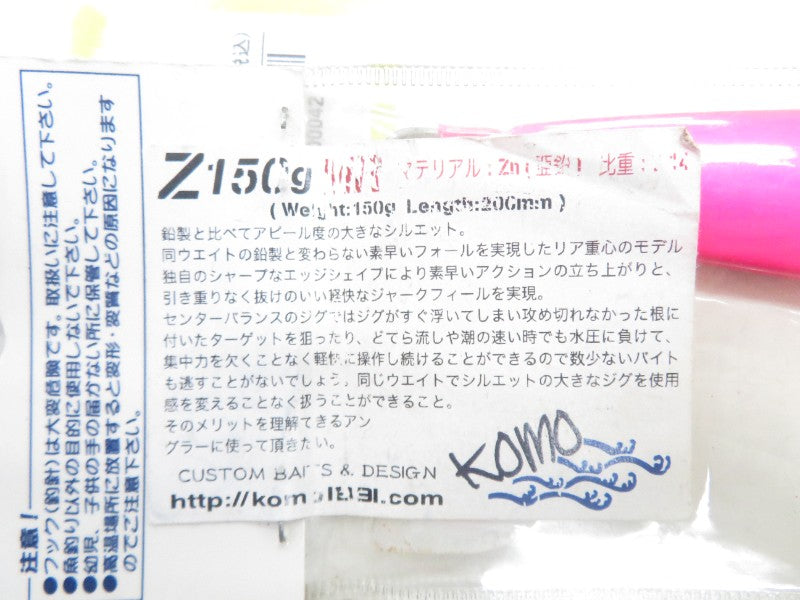 Z150g マテリアル:Zn(亜鉛) 比重:
(Weight:150g Length:200mm)
鉛製と比べてアピール度の大きなシルエット。
同ウエイトの鉛製と変わらない素早いフォールを実現したリア重心のモデル
独自のシャープなエッジシェイプにより素早いアクションの立ち上がりと、
引き重りなく抜けのいい軽快なジャークフィールを実現。
センターバランスのジグではジグがすぐ浮いてしまい攻め切れなかった根に
付いたターゲットを狙ったり、どてら流しや潮の速い時でも水圧に負けて、
集中力を欠くことなく軽快に操作し続けることができるので数少ないバイト
も逃すことがないでしょう。同じウエイトでシルエットの大きなジグを使用
感を変えることなく扱うことができること。
そのメリットを理解できるアン
グラーに使って頂きたい。
CUSTOM BAITS & DESIGN
KOMO
注意!
●フック(釣針)は大変危険です。取扱いに注意して下さい。
●魚釣り以外の目的に使用しないで下さい。
●幼児、子供の手の届かない所に保管して下さい。
●高温場所に放置すると変形・変質などの原因になります
のでご注意下さい。